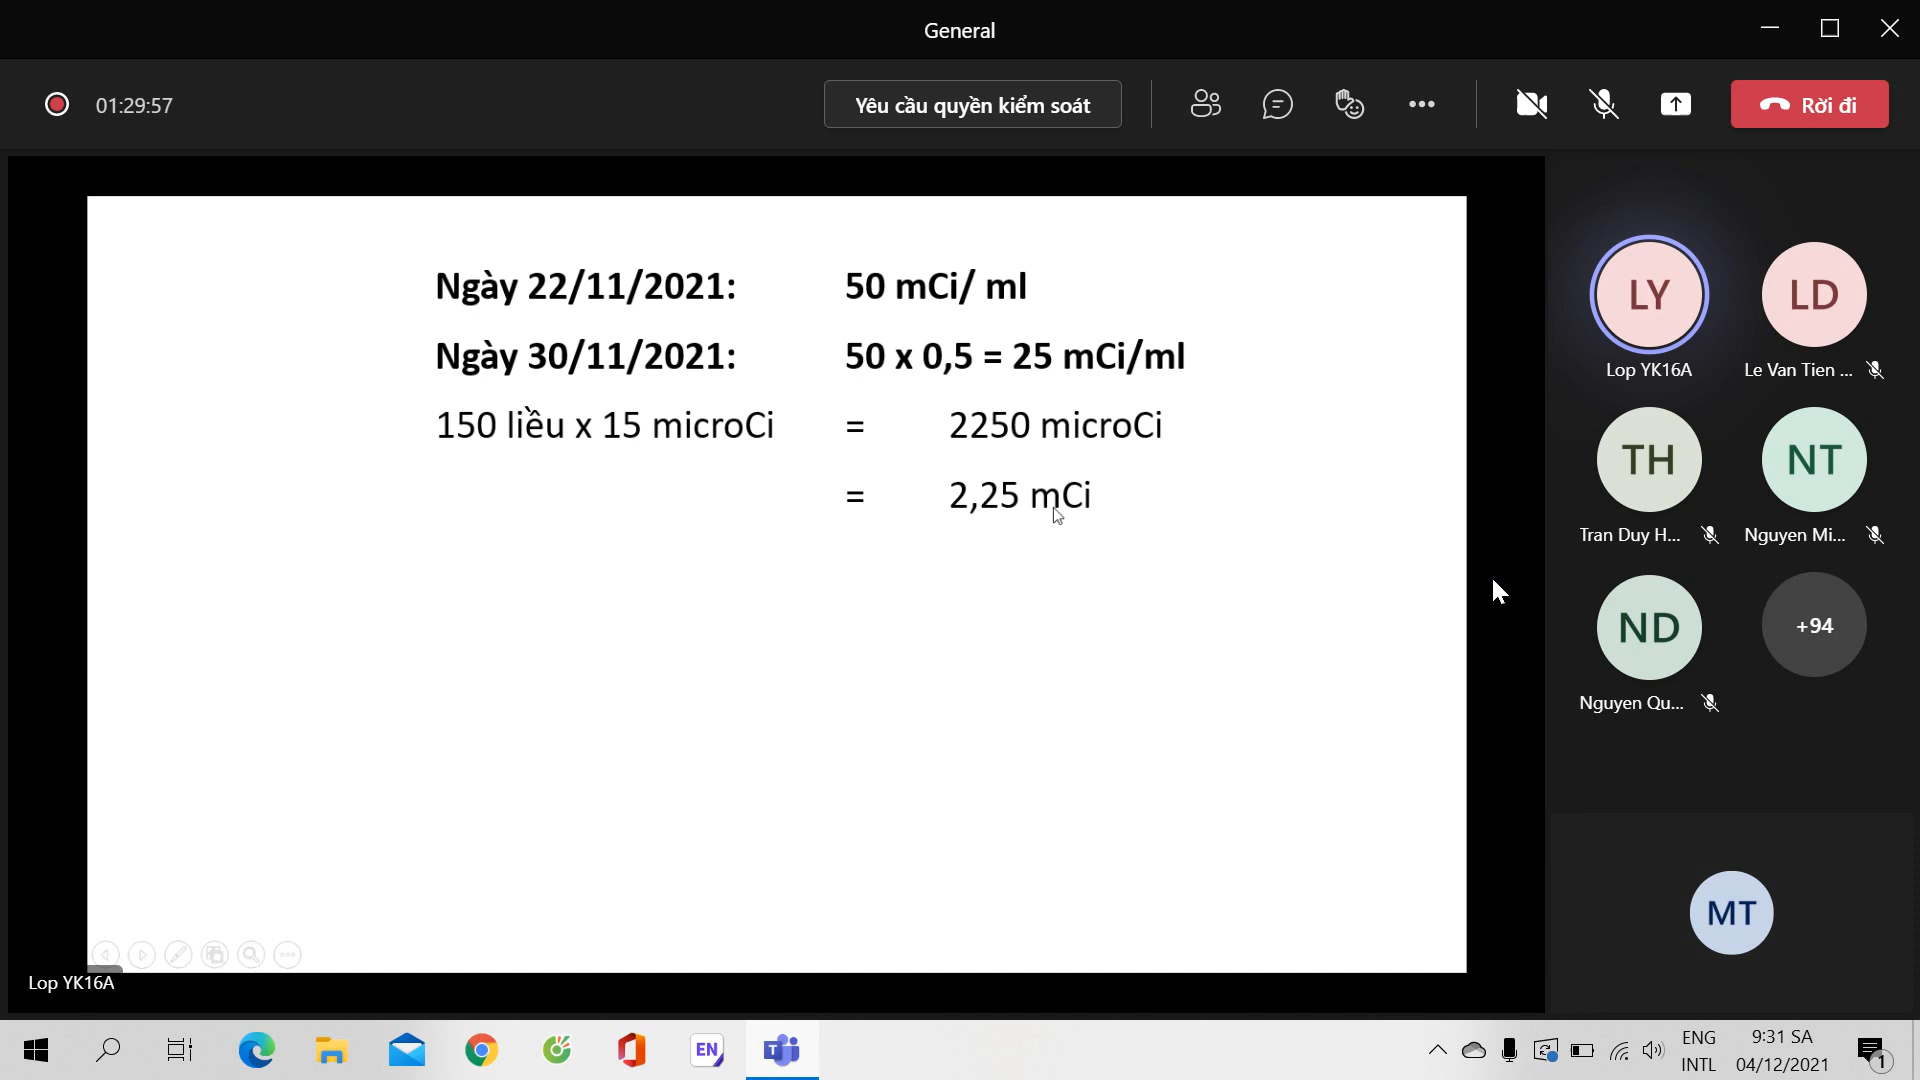 General
01:29:57
Yêu cầu quyền kiểm soát
Rời đi
Ngày 22/11/2021: 50 mCi/ ml
Ngày 30/11/2021: 50 x 0,5 = 25 mCi/ml
150 liều x 15 microCi = 2250 microCi
= 2,25 mCi
Lop YK16A
LY
Lop YK16A
LD
Le Van Tien ...
TH
Tran Duy H...
NT
Nguyen Mi...
ND
Nguyen Qu...
+94
MT
EN
T
ENG
INTL
9:31 SA
04/12/2021
1